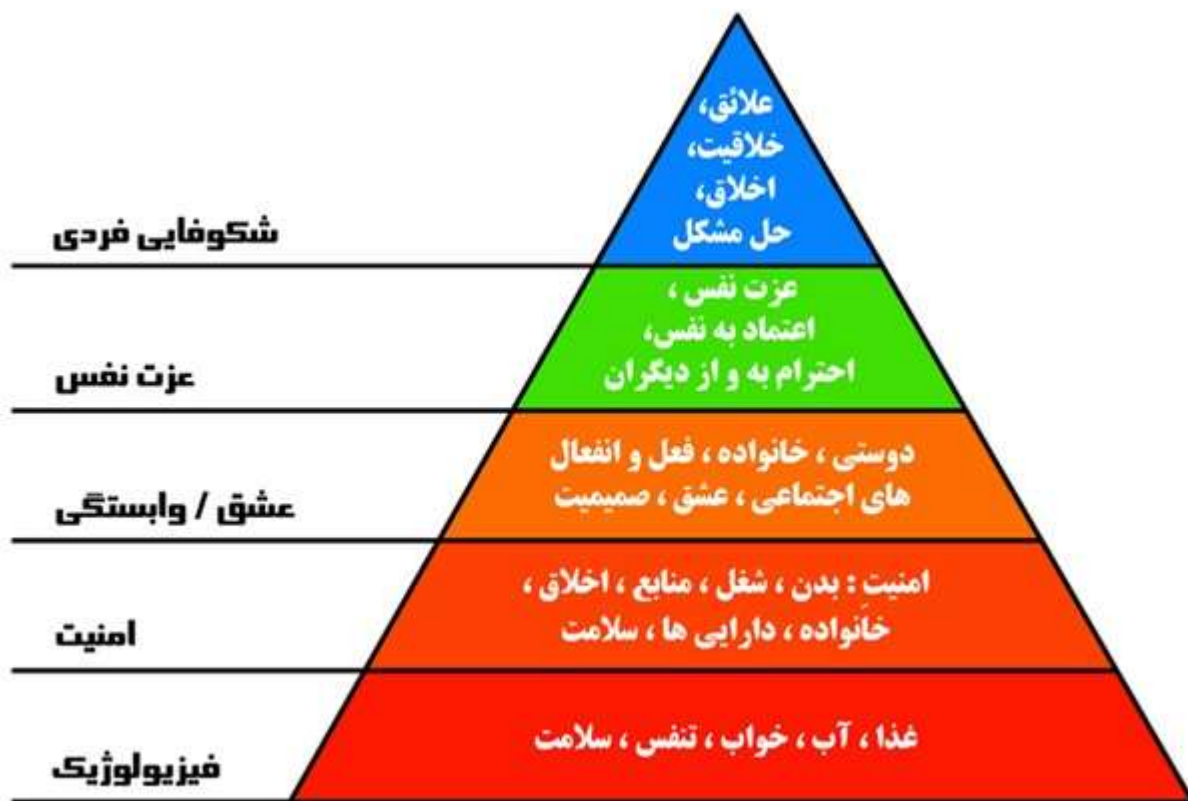 علائق،
خلاقیت،
اخلاق،
حل مشکل
شکوفایی فردی
عزت نفس ،
اعتماد به نفس،
احترام به و از دیگران
عزت نفس
دوستی ، خانواده ، فعل و انفعال
های اجتماعی ، عشق ، صمیمیت
عشق / وابستگی
امنیت : بدن ، شغل ، منابع ، اخلاق ،
خانواده ، دارایی ها ، سلامت
امنیت
غذا ، آب ، خواب ، تنفس ، سلامت
فیزیولوژیک